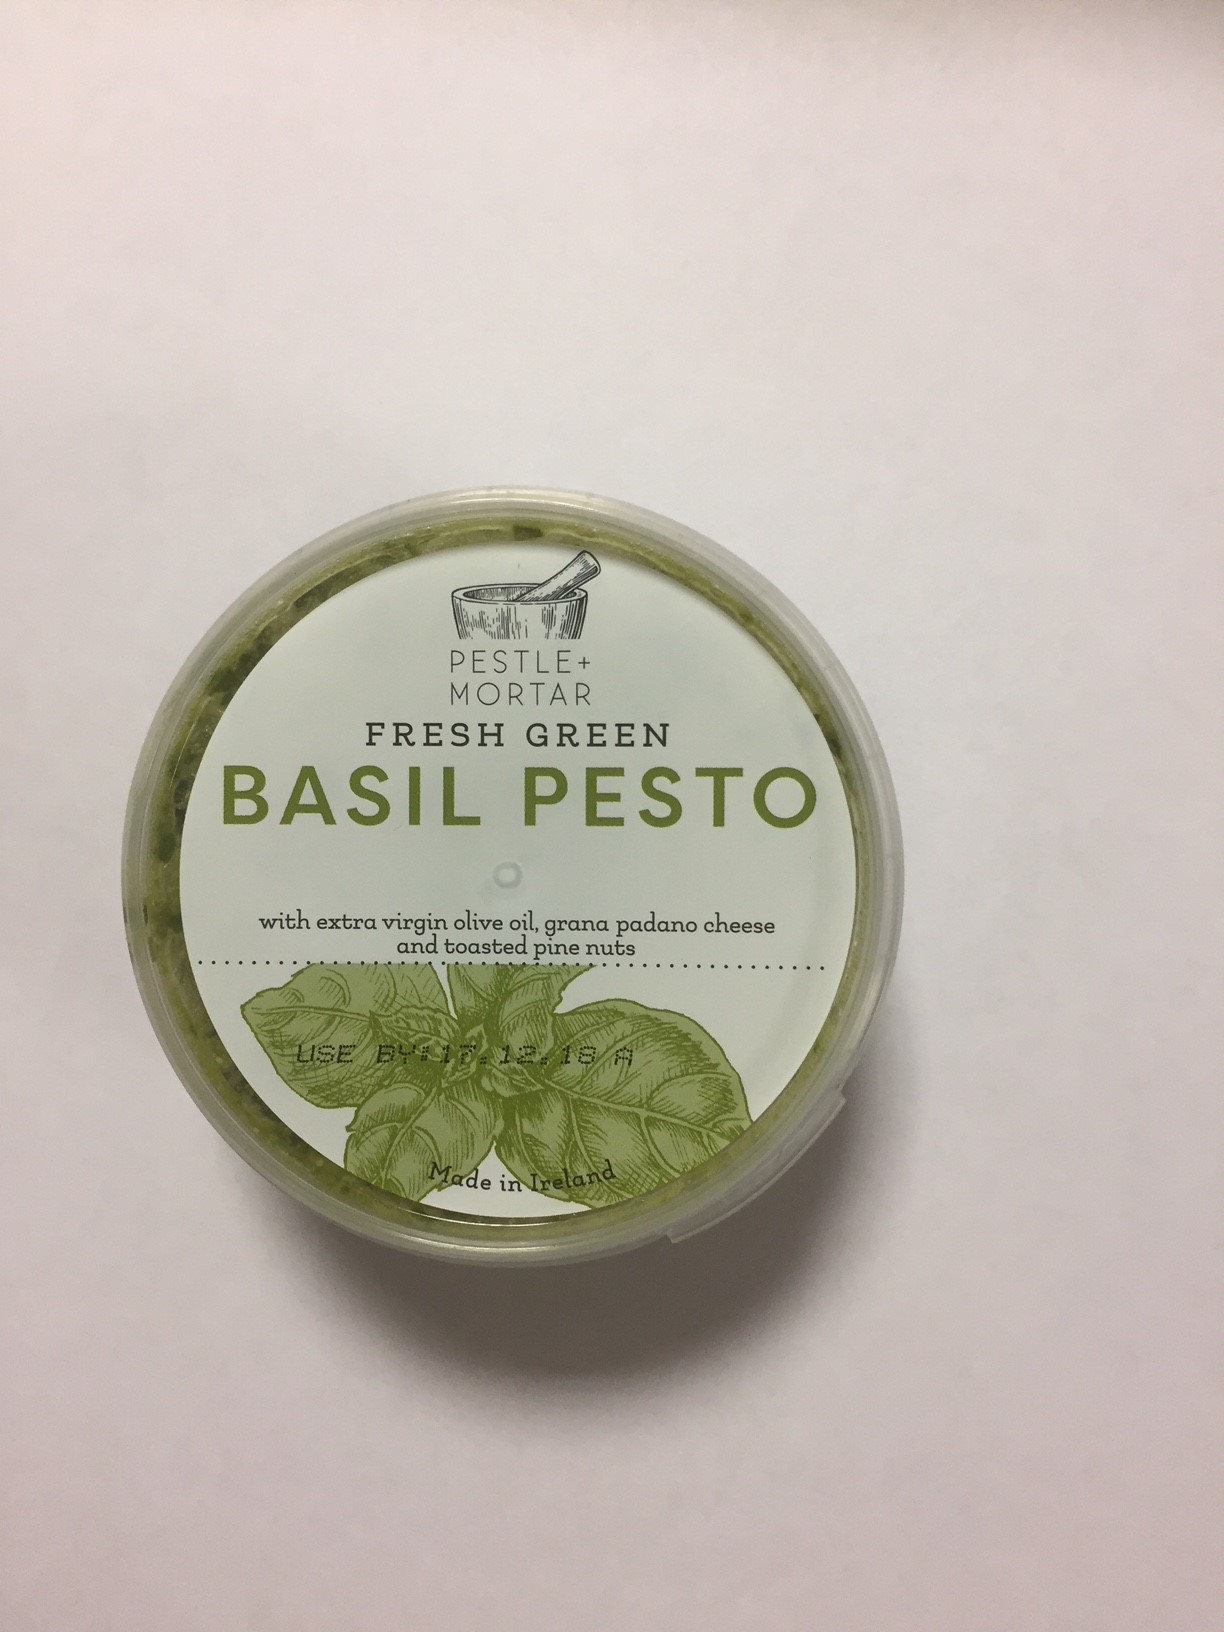 PESTLE+
MORTAR
FRESH GREEN
BASIL PESTO
with extra virgin olive oil, grana padano cheese
and toasted pine nuts
USE BY:17.12.18 A
Made in Ireland